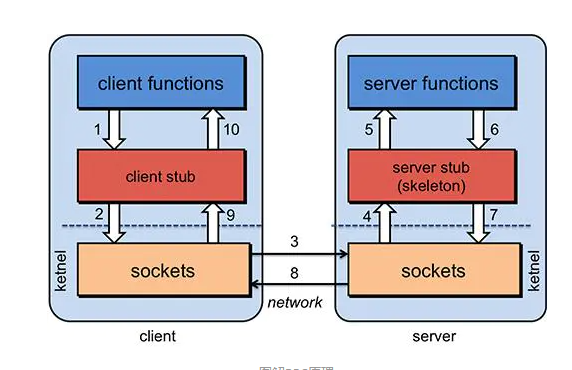 client functions
server functions
1
10
5
6
client stub
server stub
(skeleton)
2
9
4
7
ketnel
sockets
3
8
network
sockets
ketnel
client
server